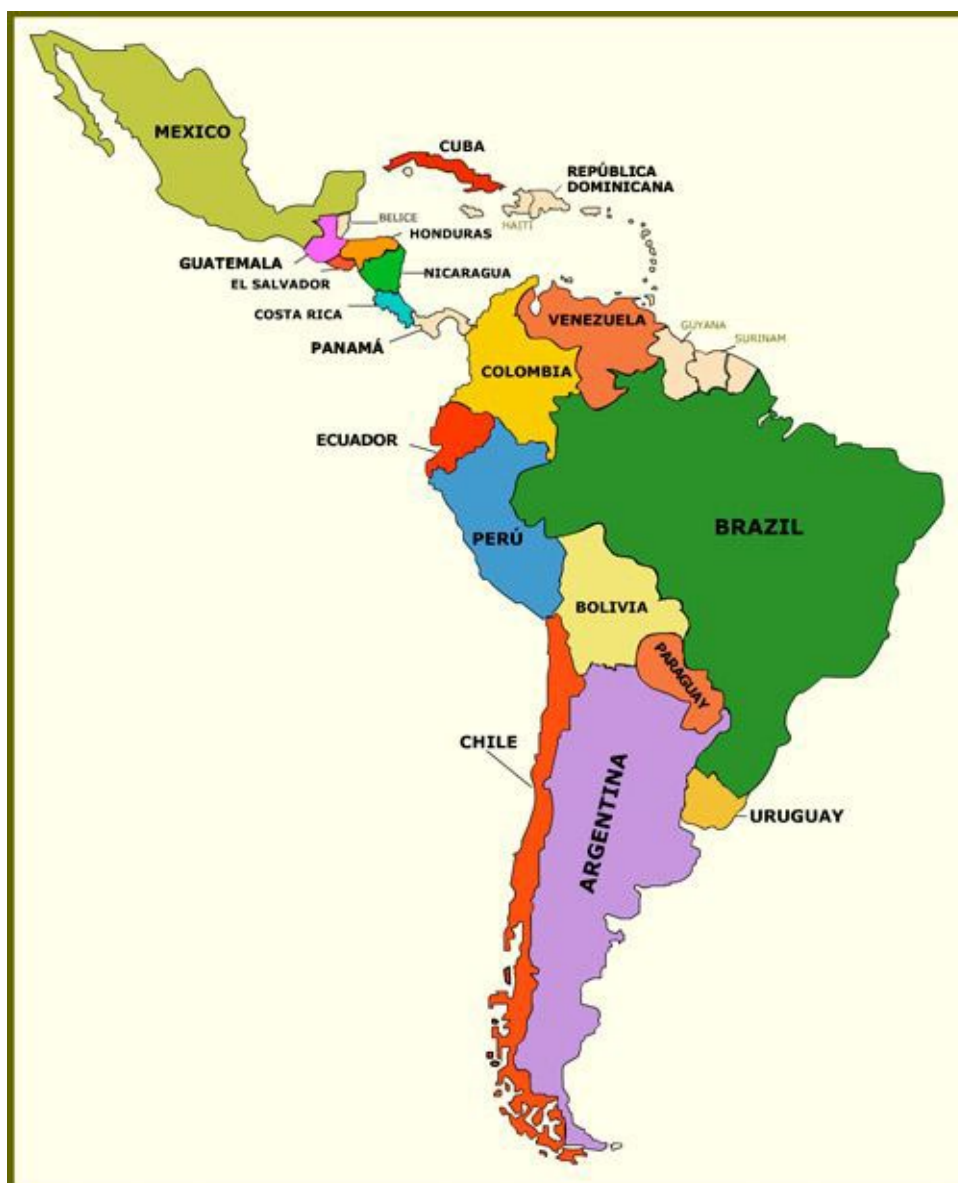 MEXICO
CUBA
REPÚBLICA
DOMINICANA
HAITI
BELICE
HONDURAS
GUATEMALA
EL SALVADOR
NICARAGUA
COSTA RICA
PANAMÁ
VENEZUELA
GUYANA
SURINAM
COLOMBIA
ECUADOR
PERÚ
BRAZIL
BOLIVIA
PARAGUAY
CHILE
ARGENTINA
URUGUAY